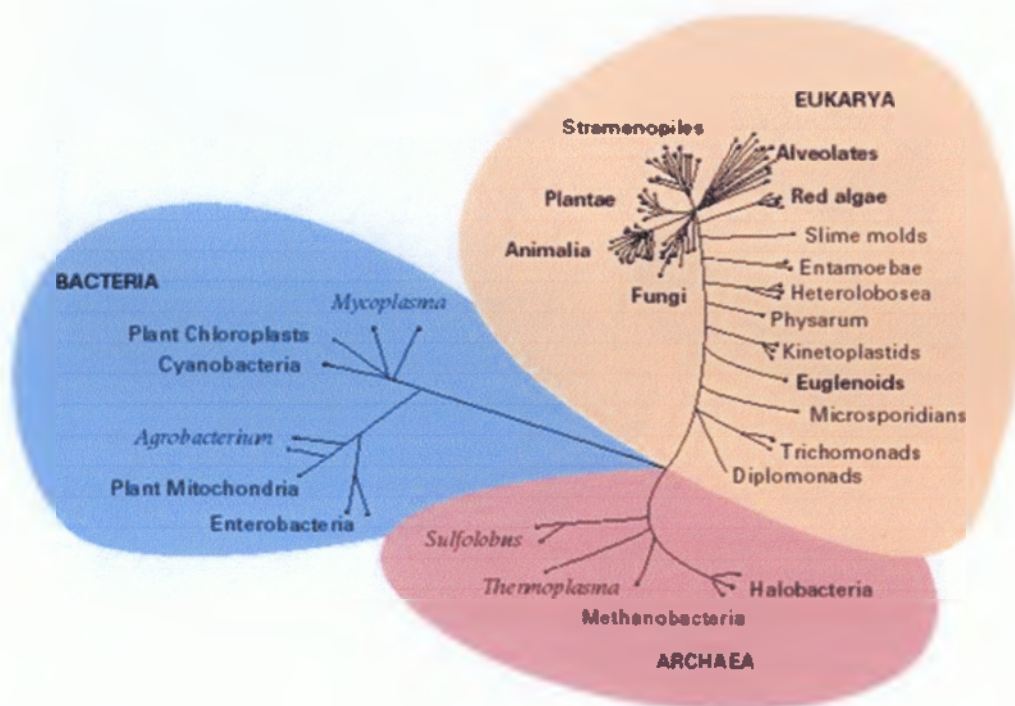 EUKARYA
Stramenopiles
Alveolates
Plantae
Red algae
Animalia
Slime molds
Entamoebae
Fungi
Heterolobosea
Physarum
Kinetoplastids
Euglenoids
Microsporidians
Trichomonads
Diplomonads
BACTERIA
Mycoplasma
Plant Chloroplasts
Cyanobacteria
Agrobacterium
Plant Mitochondria
Enterobacteria
Sulfolobus
Thermoplasma
Halobacteria
Methanobacteria
ARCHAEA